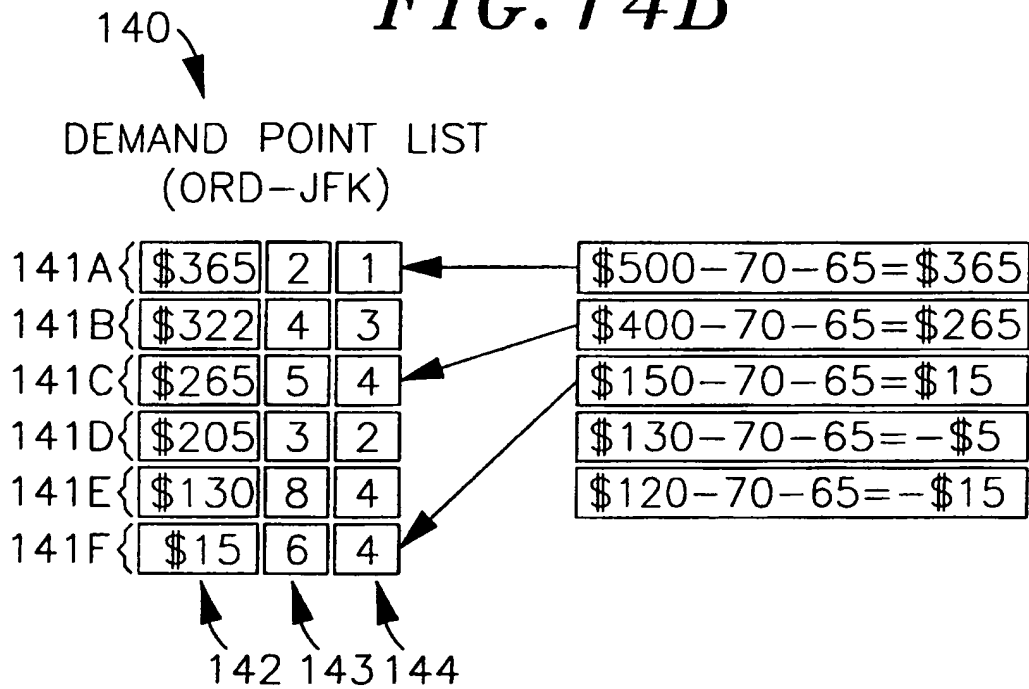 FIG. 14B
140
DEMAND POINT LIST
(ORD-JFK)
141A{ $365 2 1 $500-70-65=$365
141B{ $322 4 3 $400-70-65=$265
141C{ $265 5 4 $150-70-65=$15
141D{ $205 3 2 $130-70-65=-$5
141E{ $130 8 4 $120-70-65=-$15
141F{ $15 6 4
142 143 144